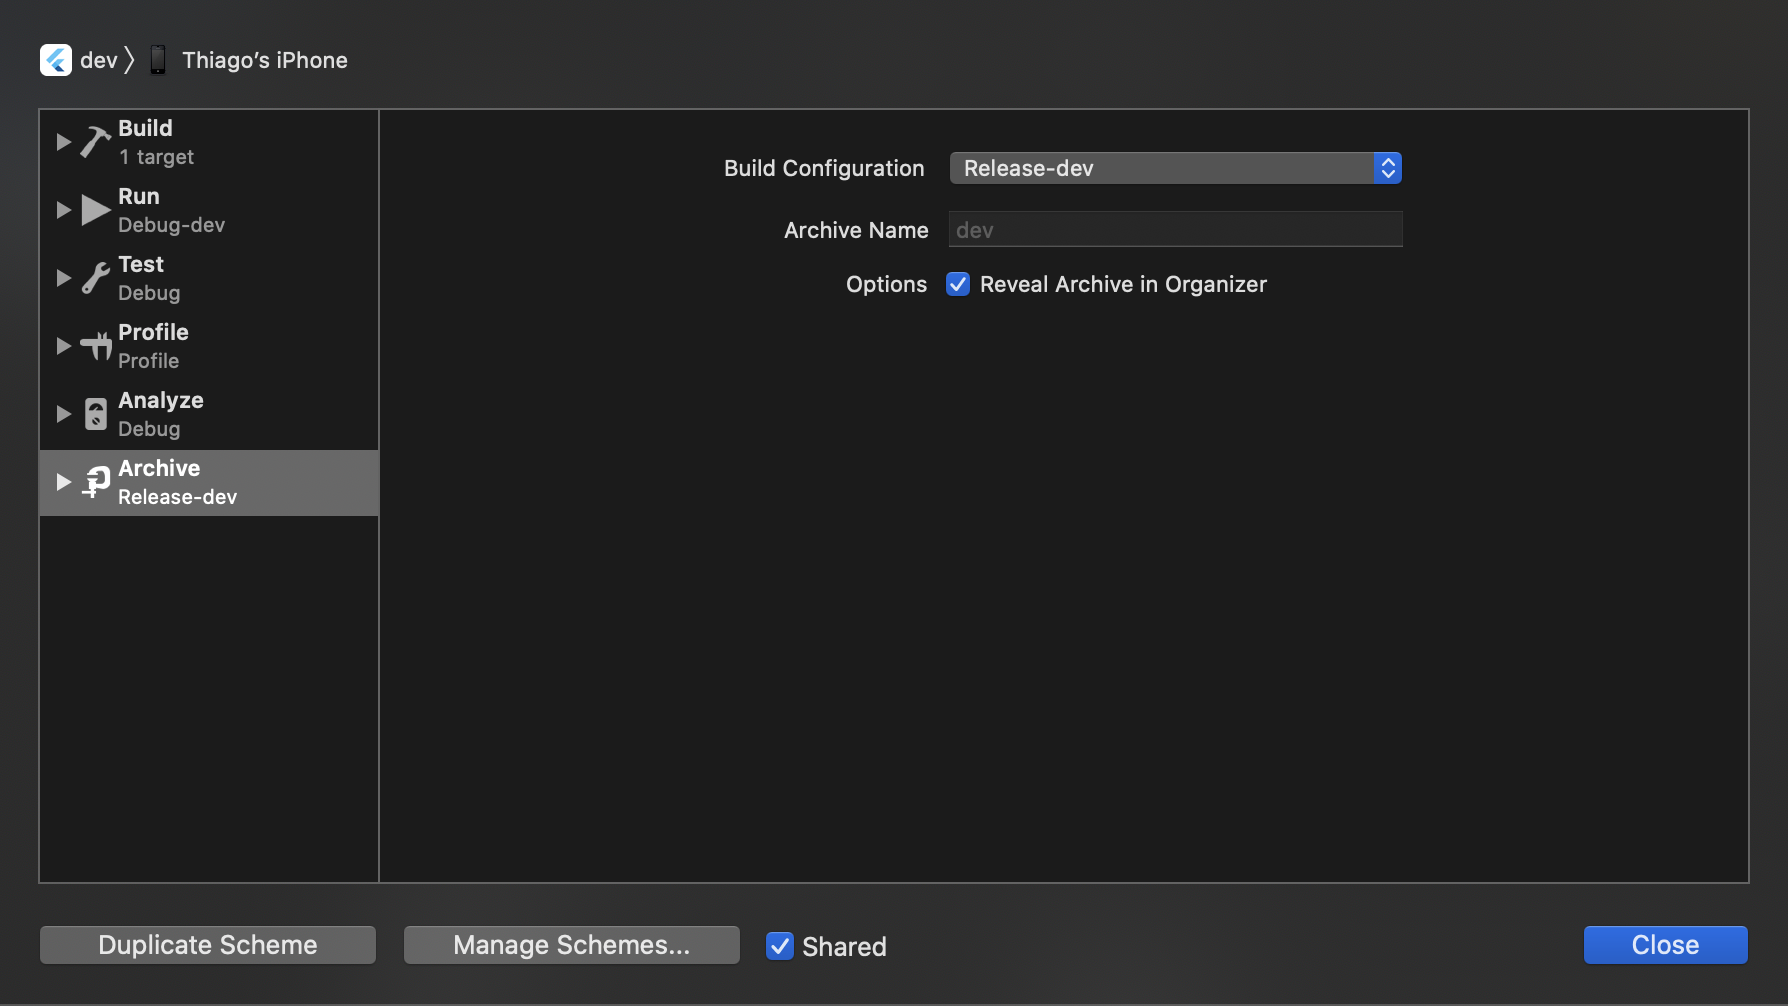 dev
Thiago’s iPhone
Build
1 target
Run
Debug-dev
Test
Debug
Profile
Profile
Analyze
Debug
Archive
Release-dev
Build Configuration
Release-dev
Archive Name
dev
Options
Reveal Archive in Organizer
Duplicate Scheme
Manage Schemes...
Shared
Close